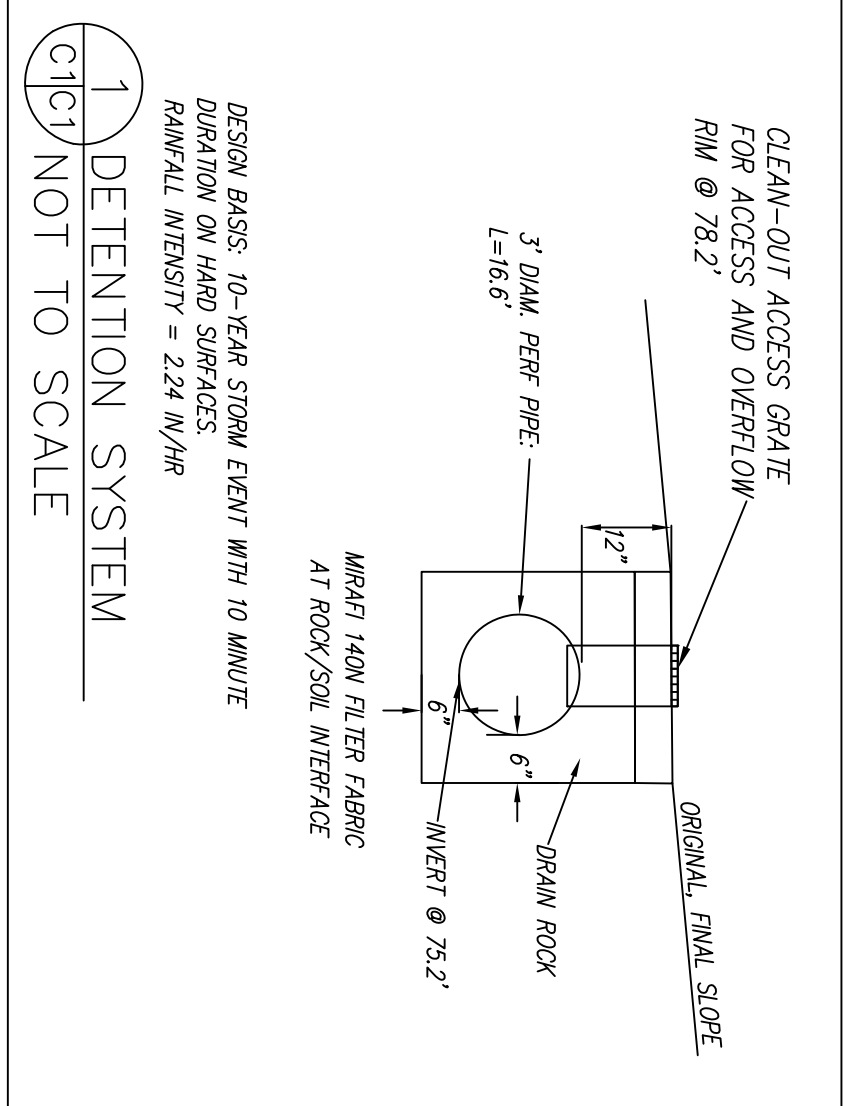 CLEAN-OUT ACCESS GRATE
FOR ACCESS AND OVERFLOW
RIM @ 78.2'
ORIGINAL, FINAL SLOPE
12"
3' DIAM. PERF PIPE:
L=16.6'
6"
6"
DRAIN ROCK
INVERT @ 75.2'
MIRAFI 140N FILTER FABRIC
AT ROCK/SOIL INTERFACE
DESIGN BASIS: 10-YEAR STORM EVENT WITH 10 MINUTE
DURATION ON HARD SURFACES.
RAINFALL INTENSITY = 2.24 IN/HR
1 DETENTION SYSTEM
C1 C1 NOT TO SCALE